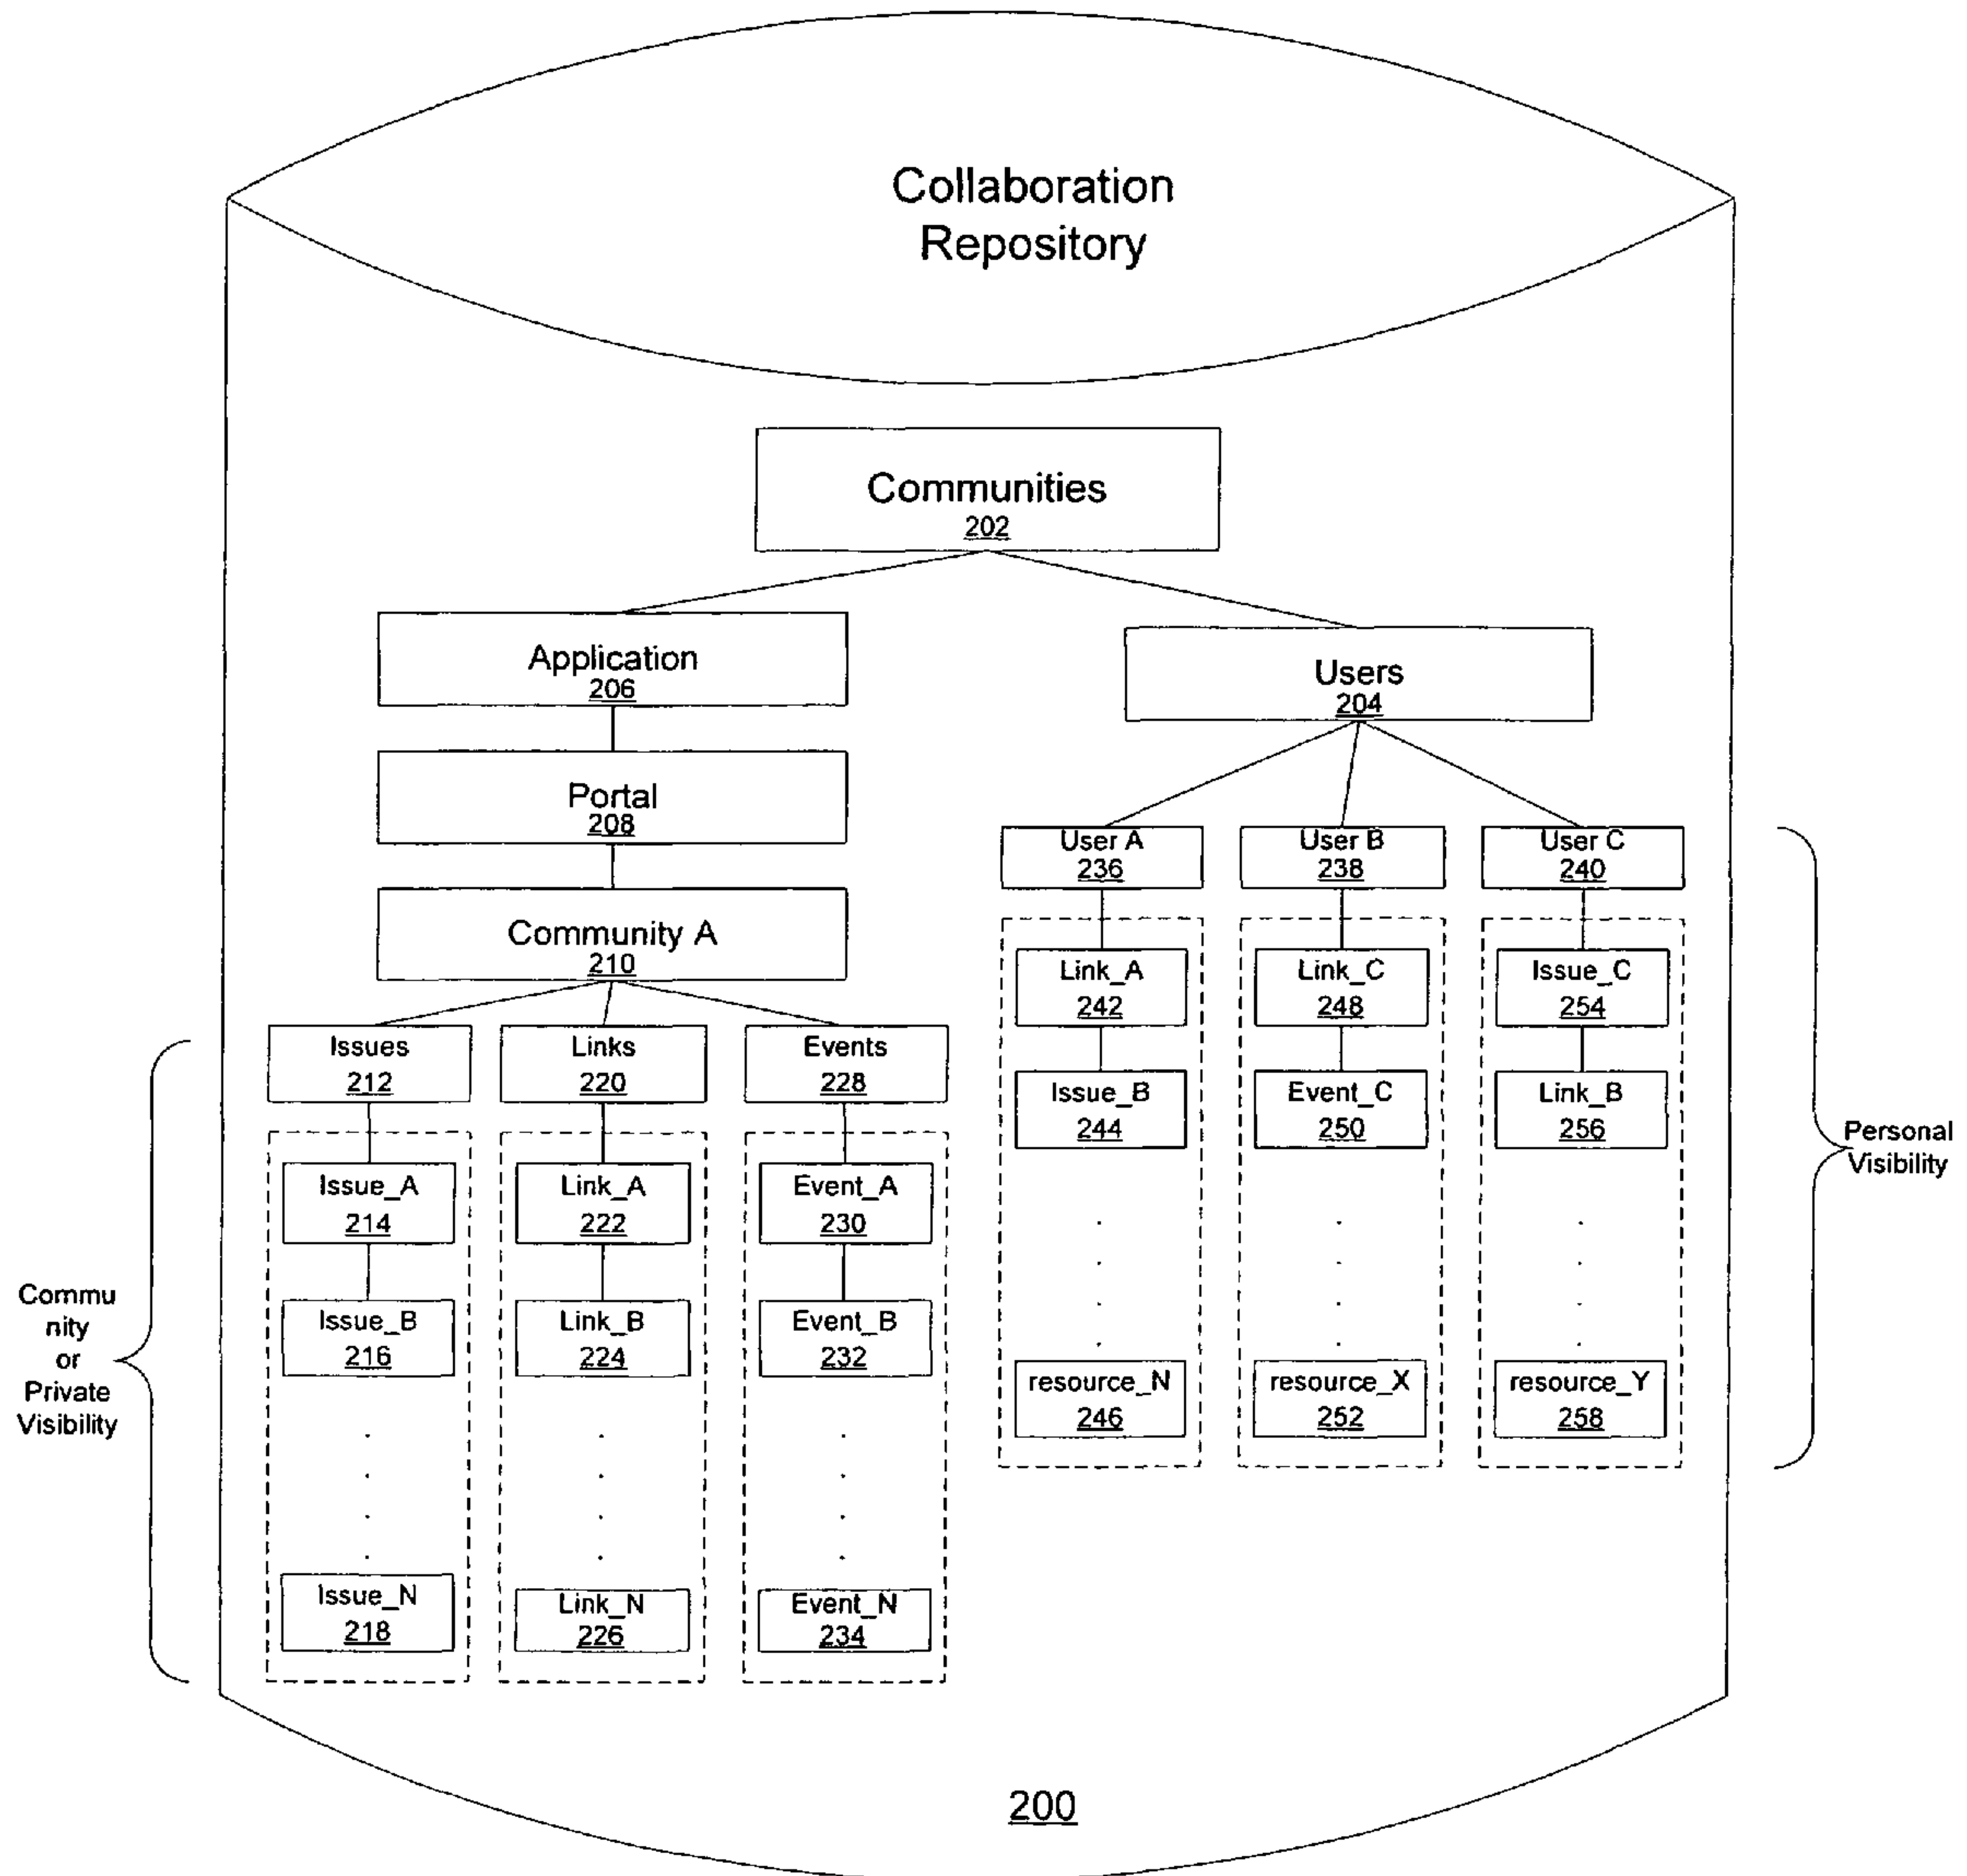 Collaboration
Repository
Communities
202
Application
206
Users
204
Portal
208
Community A
210
User A
236
User B
238
User C
240
Link_A
242
Link_C
248
Issue_C
254
Issue_B
244
Event_C
250
Link_B
256
resource_N
246
resource_X
252
resource_Y
258
Personal
Visibility
Issues
212
Links
220
Events
228
Issue_A
214
Link_A
222
Event_A
230
Issue_B
216
Link_B
224
Event_B
232
Issue_N
218
Link_N
226
Event_N
234
Commu
nity
or
Private
Visibility
200